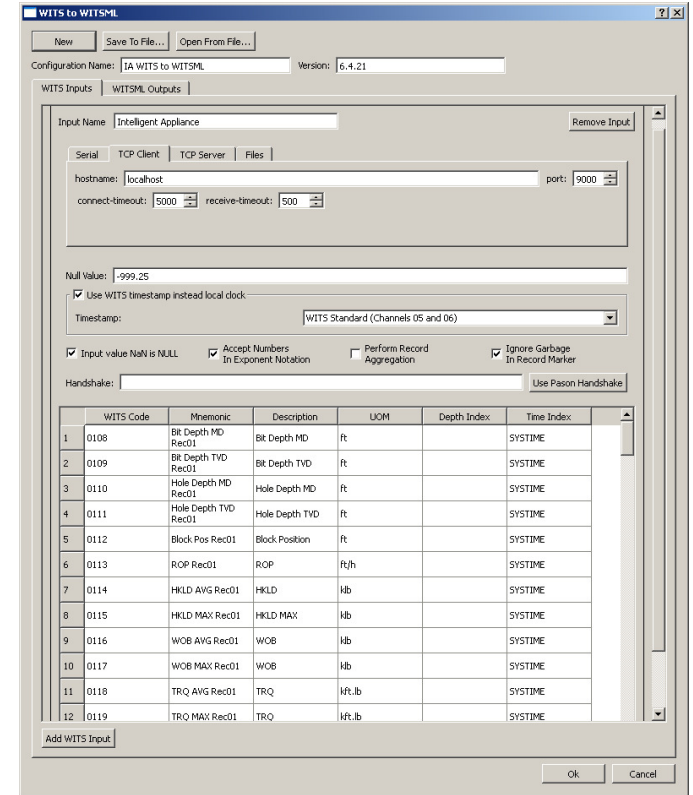 WITS to WITSML
New Save To File... Open From File...
Configuration Name: IA WITS to WITSML Version: 6.4.21
WITS Inputs WITSML Outputs
Input Name Intelligent Appliance Remove Input
Serial TCP Client TCP Server Files
hostname: localhost port: 9000
connect-timeout: 5000 receive-timeout: 500
Null Value: -999.25
Use WITS timestamp instead local clock
Timestamp: WITS Standard (Channels 05 and 06)
Input value NaN is NULL Accept Numbers In Exponent Notation Perform Record Aggregation Ignore Garbage In Record Marker
Handshake: Use Pason Handshake
WITS Code Mnemonic Description UOM Depth Index Time Index
1 0108 Bit Depth MD Rec01 Bit Depth MD ft SYSTIME
2 0109 Bit Depth TVD Rec01 Bit Depth TVD ft SYSTIME
3 0110 Hole Depth MD Rec01 Hole Depth MD ft SYSTIME
4 0111 Hole Depth TVD Rec01 Hole Depth TVD ft SYSTIME
5 0112 Block Pos Rec01 Block Position ft SYSTIME
6 0113 ROP Rec01 ROP ft/h SYSTIME
7 0114 HKLD AVG Rec01 HKLD klb SYSTIME
8 0115 HKLD MAX Rec01 HKLD MAX klb SYSTIME
9 0116 WOB AVG Rec01 WOB klb SYSTIME
10 0117 WOB MAX Rec01 WOB klb SYSTIME
11 0118 TRQ AVG Rec01 TRQ kft.lb SYSTIME
12 0119 TRQ MAX Rec01 TRQ kft.lb SYSTIME
Add WITS Input
Ok Cancel